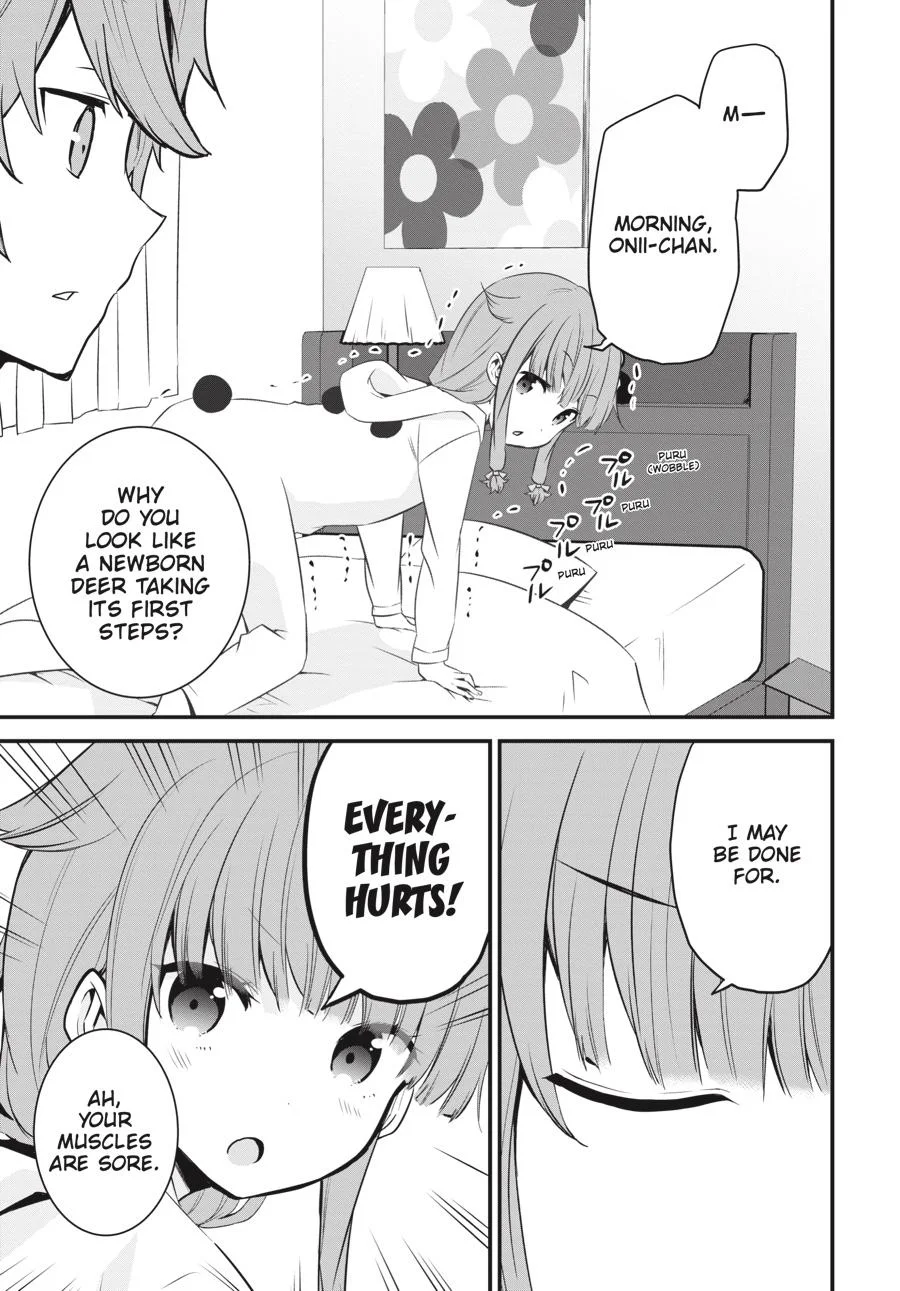 M—
MORNING,
ONII-CHAN.
プル
PURU
(WOBBLE)
プル
PURU
プル
PURU
プル
PURU
WHY
DO YOU
LOOK LIKE
A NEWBORN
DEER TAKING
ITS FIRST
STEPS?
I MAY
BE DONE
FOR.
EVERY-
THING
HURTS!
AH,
YOUR
MUSCLES
ARE SORE.